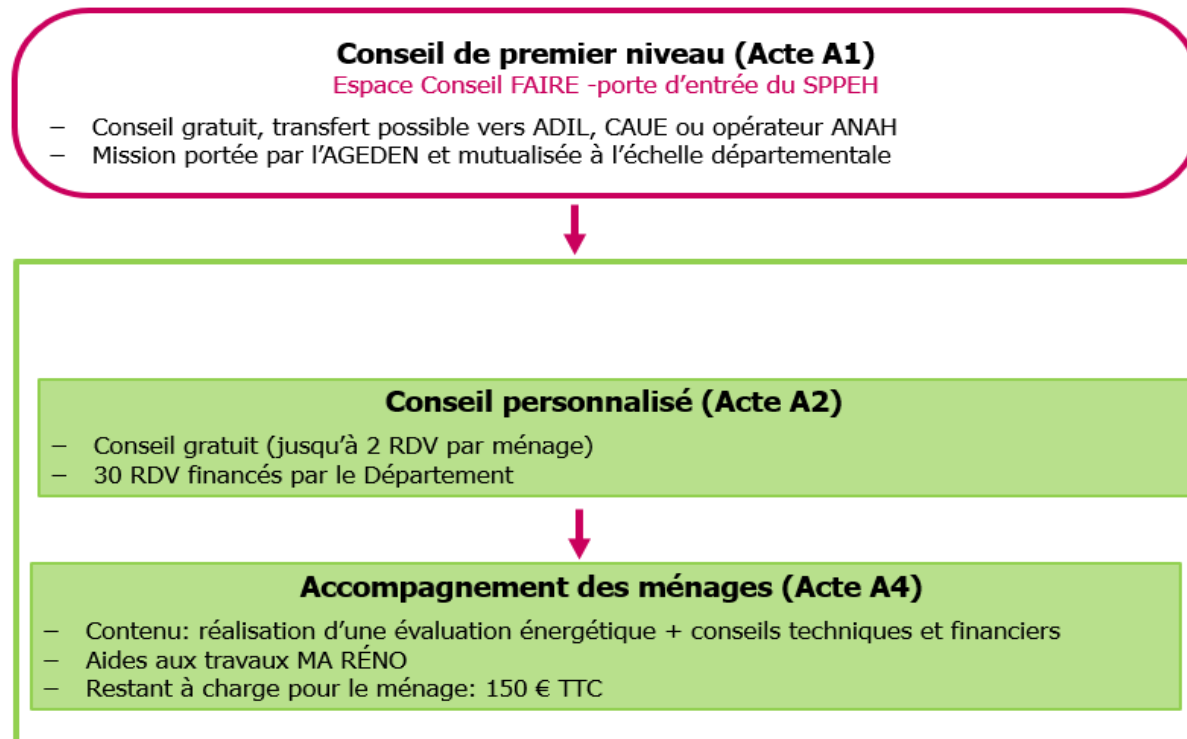 Conseil de premier niveau (Acte A1)
Espace Conseil FAIRE -porte d'entrée du SPPEH
– Conseil gratuit, transfert possible vers ADIL, CAUE ou opérateur ANAH
– Mission portée par l'AGEDEN et mutualisée à l'échelle départementale
Conseil personnalisé (Acte A2)
– Conseil gratuit (jusqu'à 2 RDV par ménage)
– 30 RDV financés par le Département
Accompagnement des ménages (Acte A4)
– Contenu: réalisation d'une évaluation énergétique + conseils techniques et financiers
– Aides aux travaux MA RÉNO
– Restant à charge pour le ménage: 150 € TTC